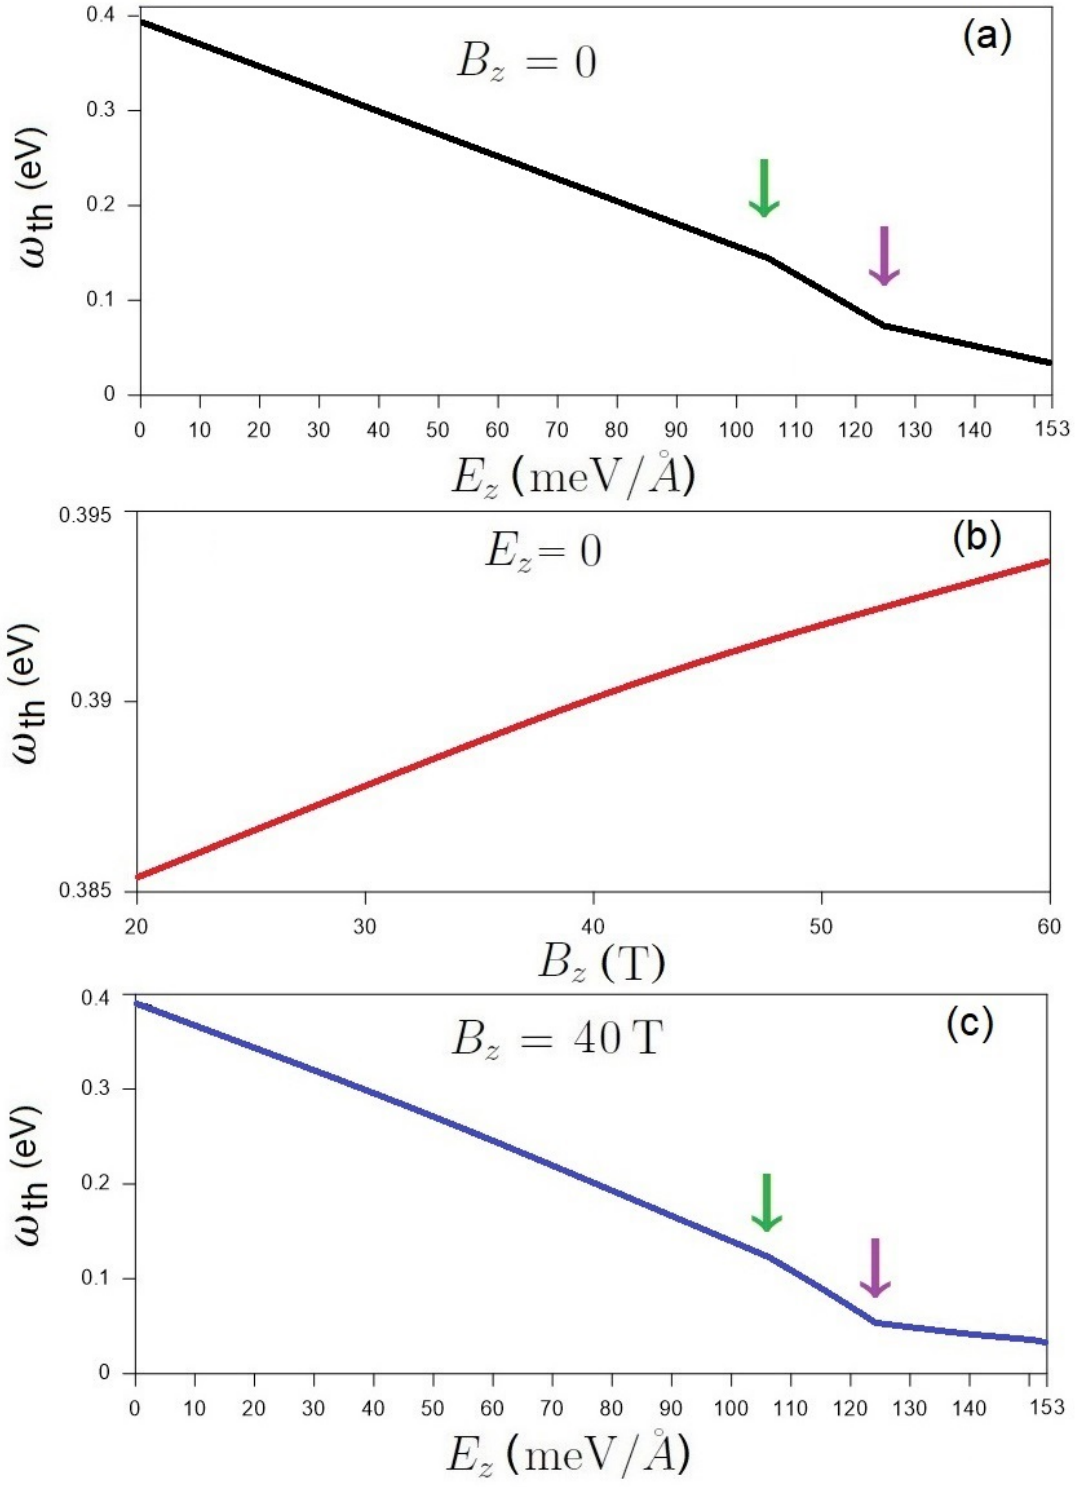 (a)
B_z = 0
0.4
0.3
0.2
0.1
0
ω_th (eV)
0 10 20 30 40 50 60 70 80 90 100 110 120 130 140 153
E_z (meV/Å)
(b)
E_z = 0
0.395
0.39
0.385
ω_th (eV)
20 30 40 50 60
B_z (T)
(c)
B_z = 40 T
0.4
0.3
0.2
0.1
0
ω_th (eV)
0 10 20 30 40 50 60 70 80 90 100 110 120 130 140 153
E_z (meV/Å)